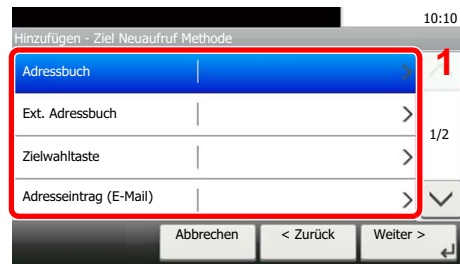 10:10
Hinzufügen - Ziel Neuaufruf Methode
Adressbuch
1
Ext. Adressbuch
1/2
Zielwahltaste
Adresseintrag (E-Mail)
Abbrechen
< Zurück
Weiter >